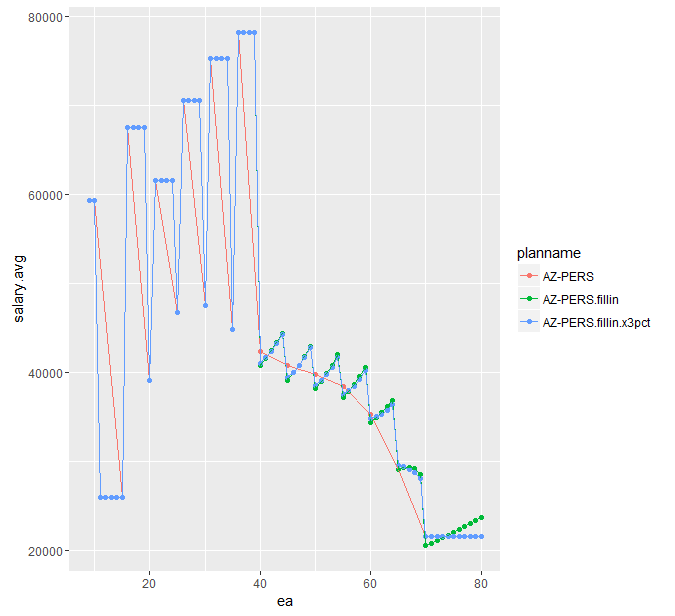 80000
60000
40000
20000
salary.avg
20
40
60
80
ea
planname
AZ-PERS
AZ-PERS.fillin
AZ-PERS.fillin.x3pct